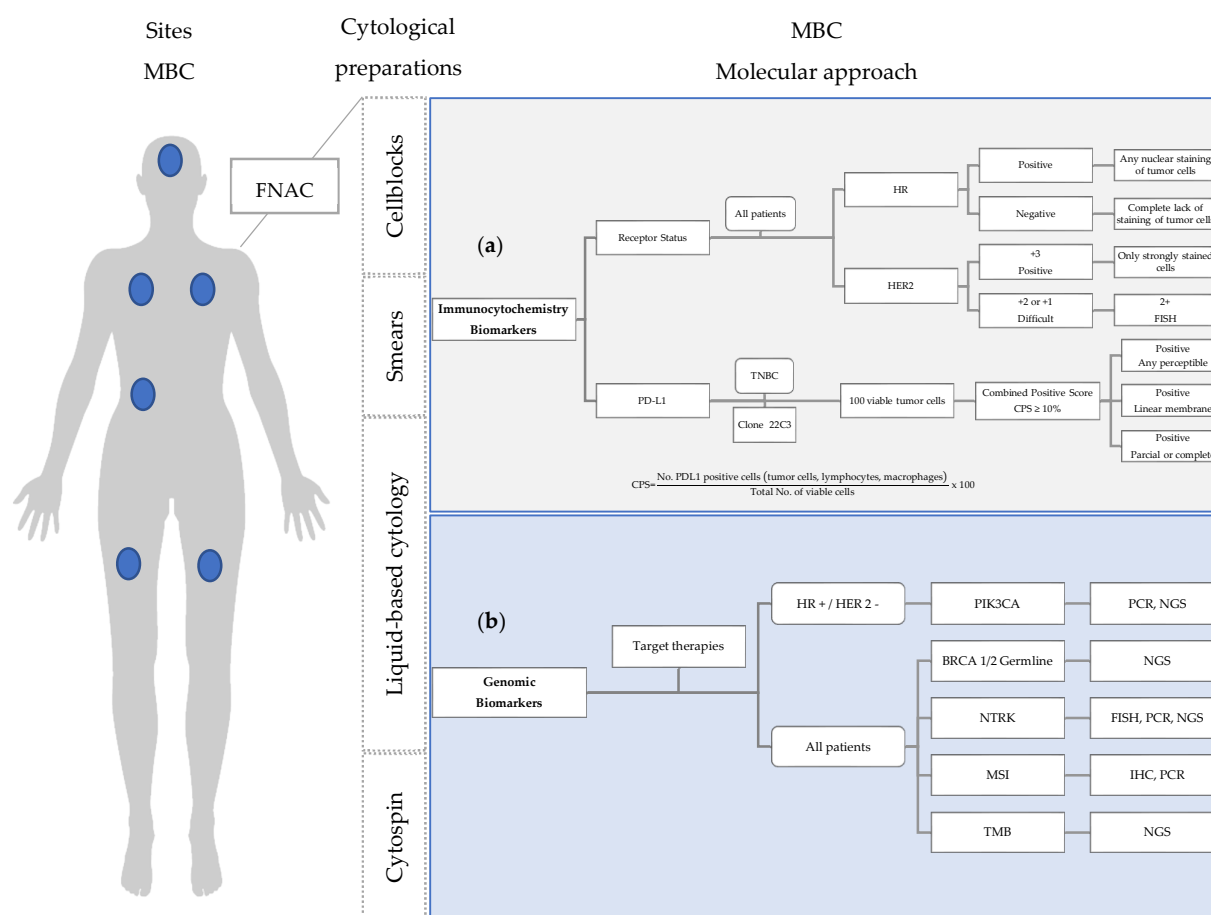 Sites
MBC
Cytological
preparations
MBC
Molecular approach
FNAC
Cellblocks
Smears
Liquid-based cytology
Cytospin
(a)
Immunocytochemistry
Biomarkers
Receptor Status
All patients
HR
Positive
Any nuclear staining
of tumor cells
Negative
Complete lack of
staining of tumor cells
HER2
+3
Positive
Only strongly stained
cells
+2 or +1
Difficult
2+
FISH
PD-L1
TNBC
Clone 22C3
100 viable tumor cells
Combined Positive Score
CPS ≥ 10%
Positive
Any perceptible
Positive
Linear membrane
Positive
Parcial or complete
CPS= No. PDL1 positive cells (tumor cells, lymphocytes, macrophages)
Total No. of viable cells
x 100
(b)
Genomic
Biomarkers
Target therapies
HR + / HER 2 -
PIK3CA
PCR, NGS
All patients
BRCA 1/2 Germline
NGS
NTRK
FISH, PCR, NGS
MSI
IHC, PCR
TMB
NGS